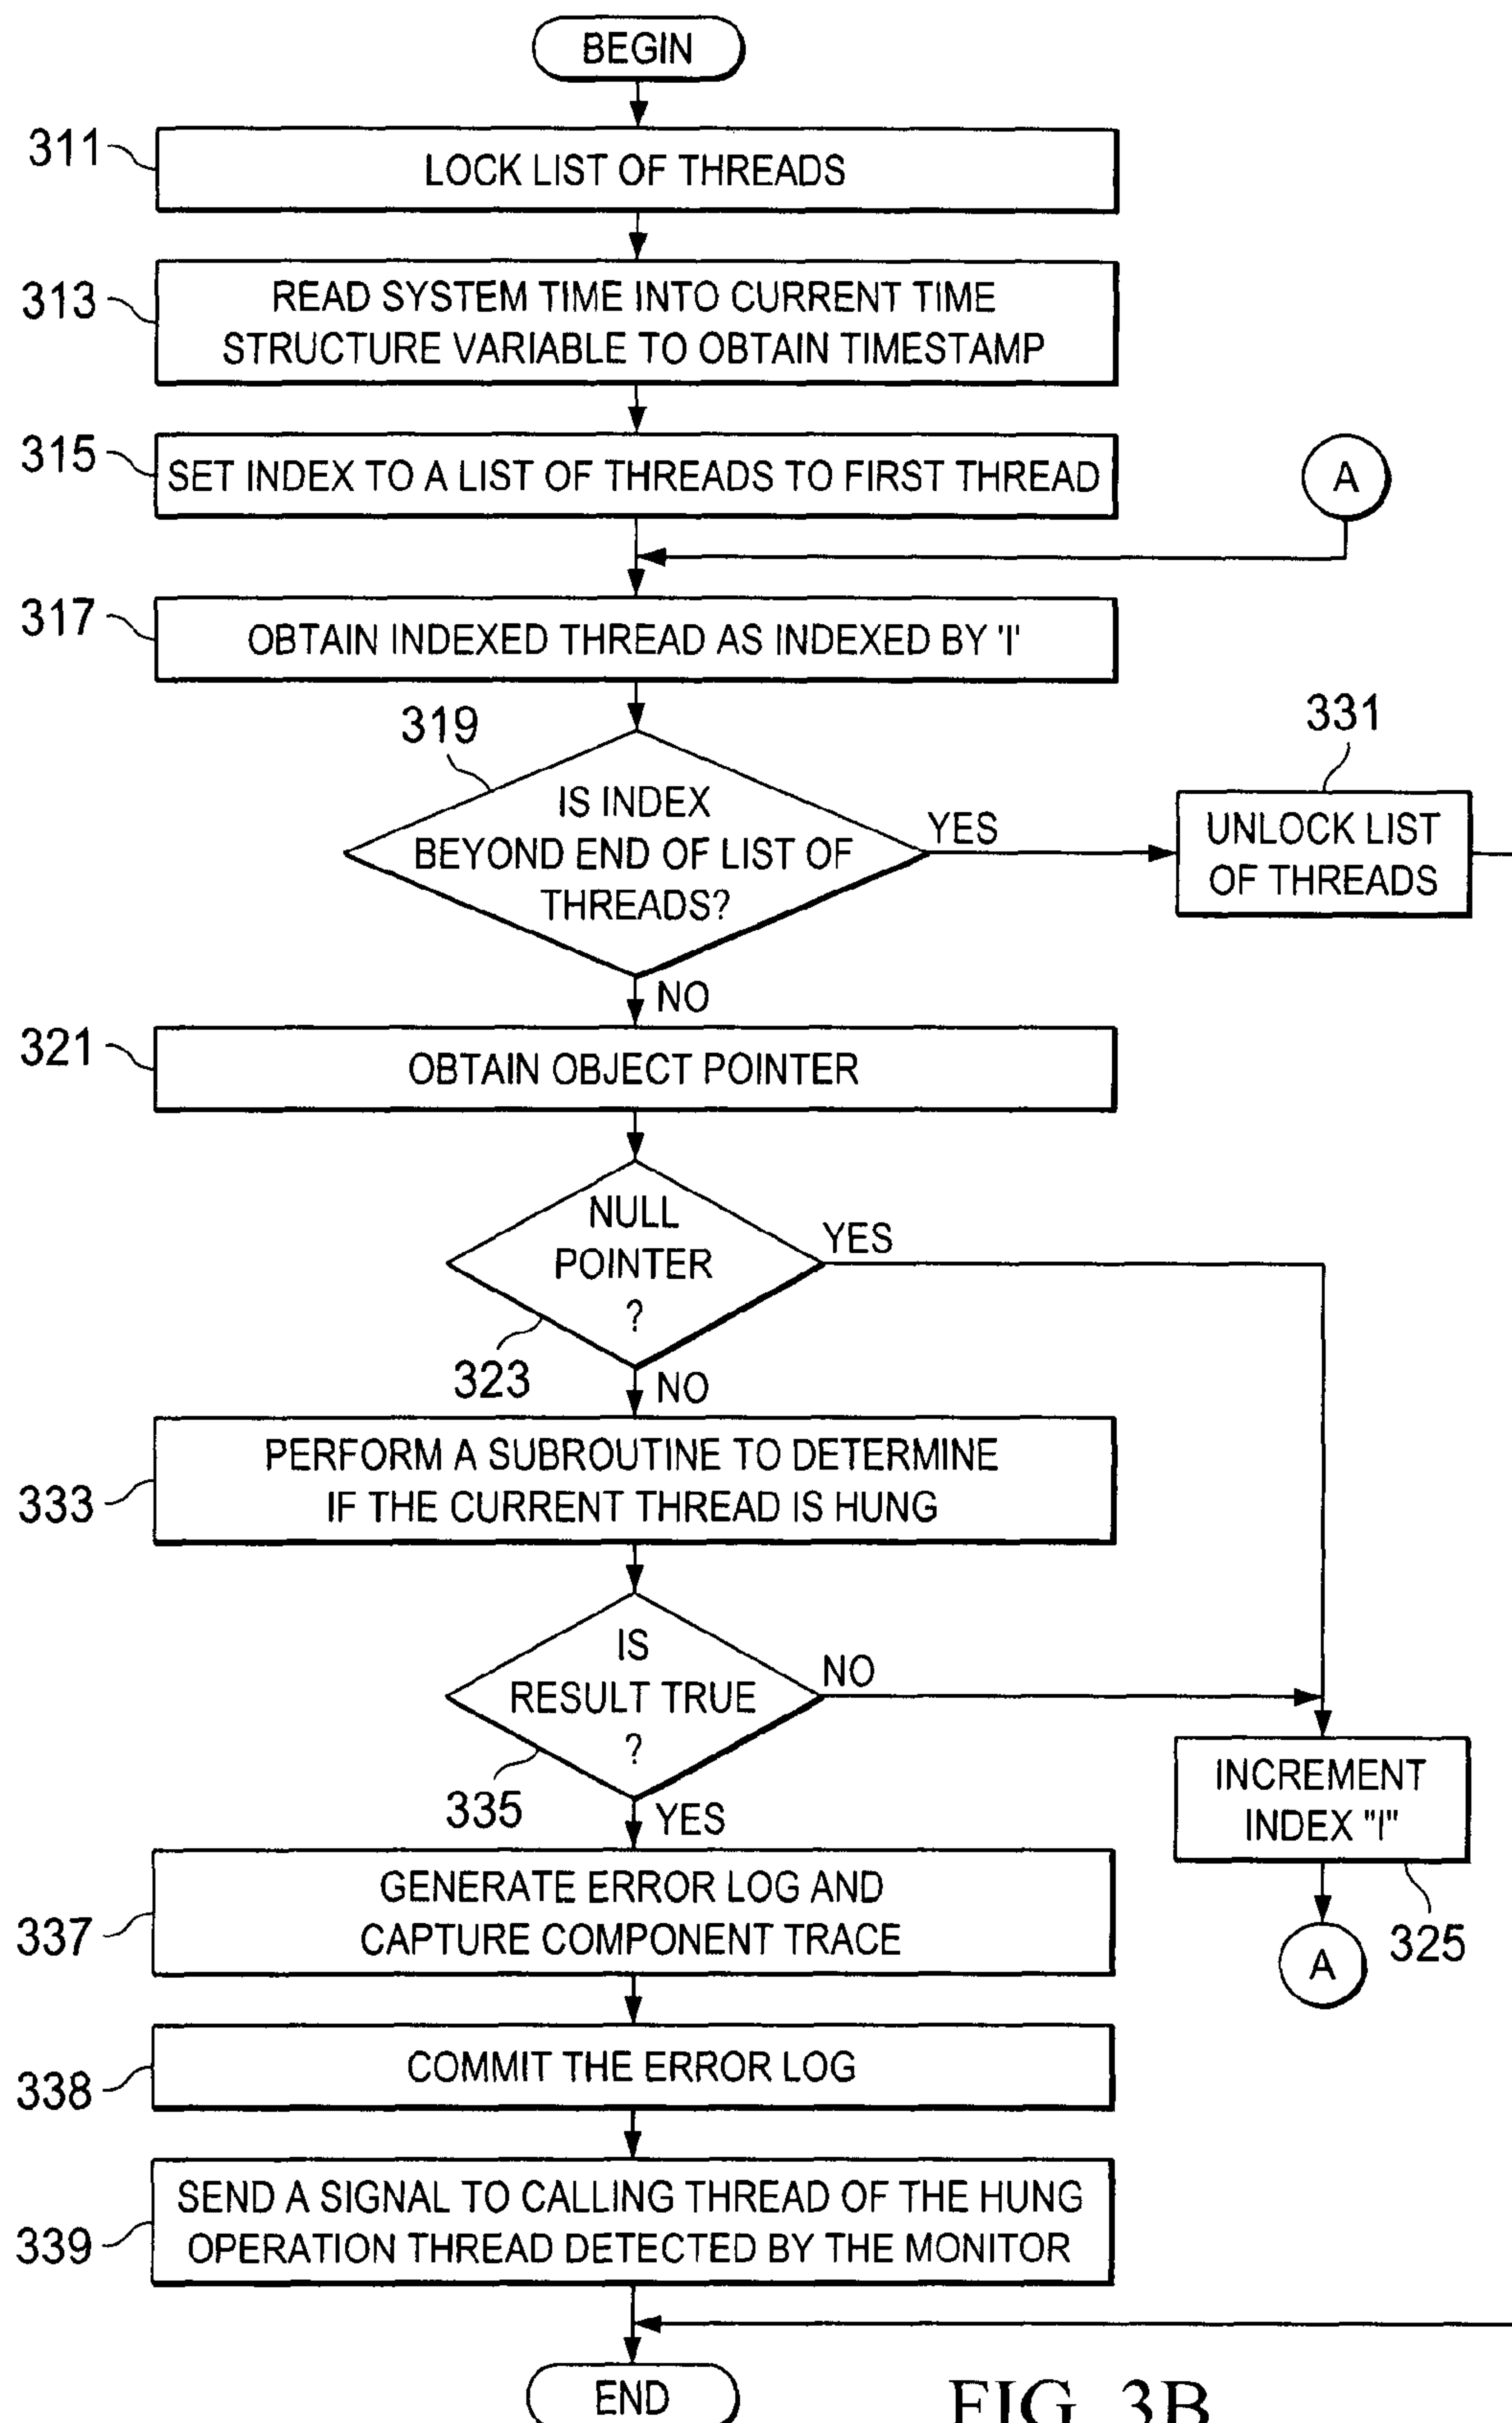 BEGIN
311
LOCK LIST OF THREADS
313
READ SYSTEM TIME INTO CURRENT TIME
STRUCTURE VARIABLE TO OBTAIN TIMESTAMP
315
SET INDEX TO A LIST OF THREADS TO FIRST THREAD
A
317
OBTAIN INDEXED THREAD AS INDEXED BY 'I'
319
IS INDEX
BEYOND END OF LIST OF
THREADS?
YES
331
UNLOCK LIST
OF THREADS
NO
321
OBTAIN OBJECT POINTER
NULL
POINTER
?
YES
323
NO
333
PERFORM A SUBROUTINE TO DETERMINE
IF THE CURRENT THREAD IS HUNG
IS
RESULT TRUE
?
NO
335
YES
INCREMENT
INDEX "I"
325
A
337
GENERATE ERROR LOG AND
CAPTURE COMPONENT TRACE
338
COMMIT THE ERROR LOG
339
SEND A SIGNAL TO CALLING THREAD OF THE HUNG
OPERATION THREAD DETECTED BY THE MONITOR
END
FIG. 3B